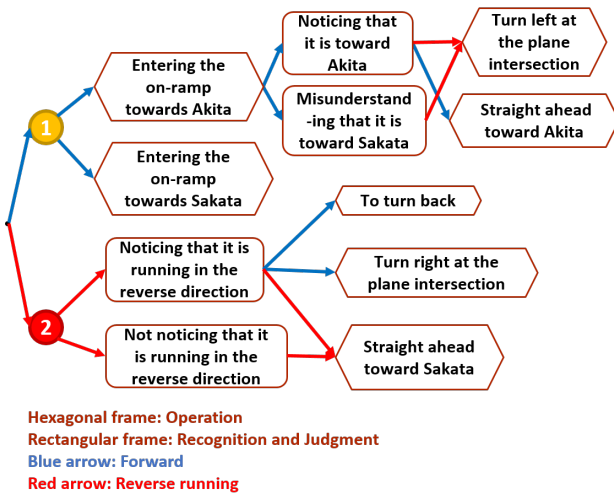 1
Entering the
on-ramp
towards Akita
Noticing that
it is toward
Akita
Misunderstand
-ing that it is
toward Sakata
Turn left at
the plane
intersection
Straight ahead
toward Akita
Entering the
on-ramp
towards Sakata
2
Noticing that it is
running in the
reverse direction
Not noticing that it
is running in the
reverse direction
To turn back
Turn right at the
plane intersection
Straight ahead
toward Sakata
Hexagonal frame: Operation
Rectangular frame: Recognition and Judgment
Blue arrow: Forward
Red arrow: Reverse running